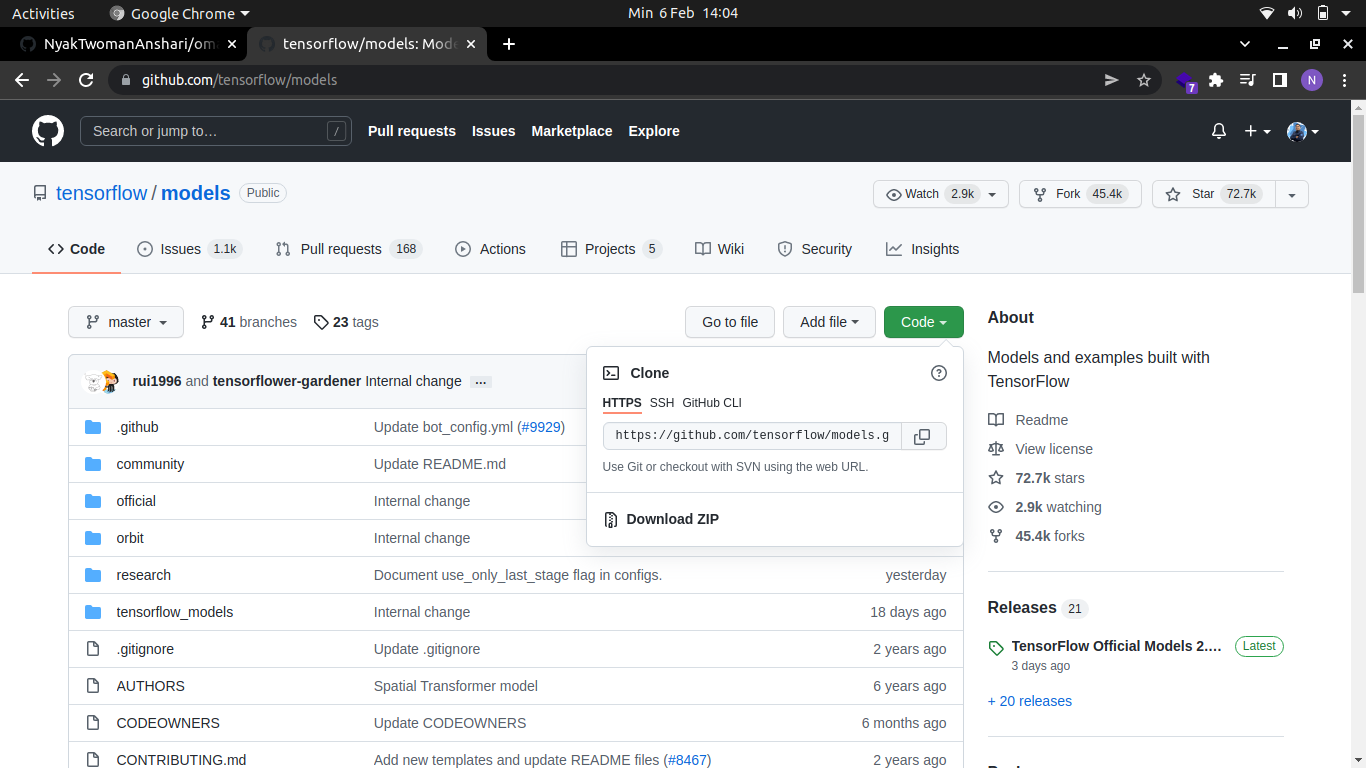 Activities Google Chrome Min 6 Feb 14:04
NyakTwomanAnshari/om tensorflow/models: Mode
github.com/tensorflow/models 7 N
Search or jump to… / Pull requests Issues Marketplace Explore
tensorflow / models Public Watch 2.9k Fork 45.4k Star 72.7k
Code Issues 1.1k Pull requests 168 Actions Projects 5 Wiki Security Insights
master 41 branches 23 tags Go to file Add file Code
rui1996 and tensorflower-gardener Internal change …
.github Update bot_config.yml (#9929)
community Update README.md
official Internal change
orbit Internal change
research Document use_only_last_stage flag in configs. yesterday
tensorflow_models Internal change 18 days ago
.gitignore Update .gitignore 2 years ago
AUTHORS Spatial Transformer model 6 years ago
CODEOWNERS Update CODEOWNERS 6 months ago
CONTRIBUTING.md Add new templates and update README files (#8467) 2 years ago
Clone
HTTPS SSH GitHub CLI
https://github.com/tensorflow/models.g
Use Git or checkout with SVN using the web URL.
Download ZIP
About
Models and examples built with
TensorFlow
Readme
View license
72.7k stars
2.9k watching
45.4k forks
Releases 21
TensorFlow Official Models 2.… Latest
3 days ago
+ 20 releases